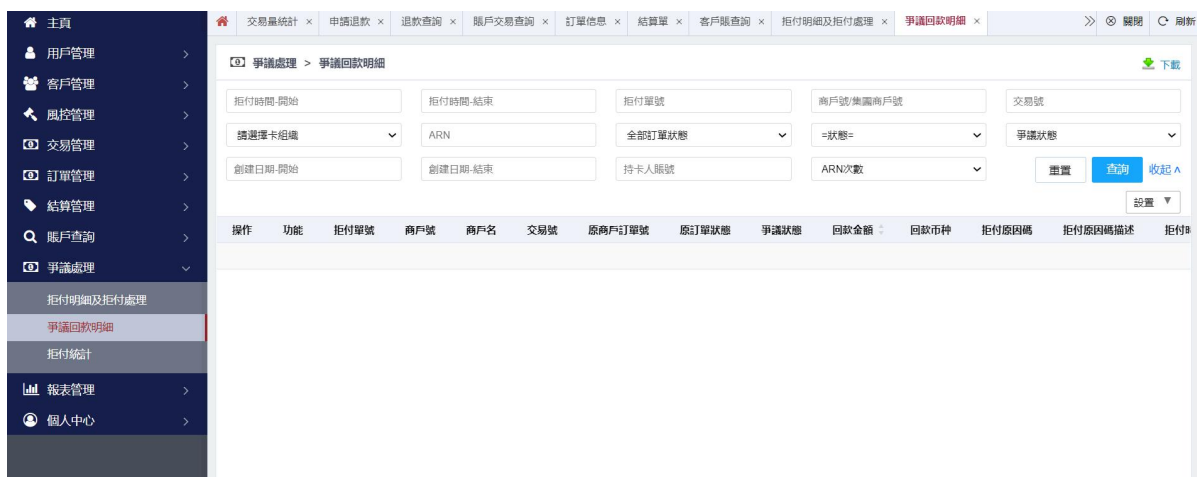 主頁
用戶管理
客戶管理
風控管理
交易管理
訂單管理
結算管理
賬戶查詢
爭議處理
拒付明細及拒付處理
爭議回款明細
拒付統計
報表管理
個人中心
交易量統計 × 申請退款 × 退款查詢 × 賬戶交易查詢 × 訂單信息 × 結算單 × 客戶賬查詢 × 拒付明細及拒付處理 × 爭議回款明細 × 關閉 刷新
爭議處理 > 爭議回款明細 下載
拒付時間-開始 拒付時間-結束 拒付單號 商戶號/集團商戶號 交易號
請選擇卡組織 ARN 全部訂單狀態 =狀態= 爭議狀態
創建日期-開始 創建日期-結束 持卡人賬號 ARN次數 重置 查詢 收起
設置
操作 功能 拒付單號 商戶號 商戶名 交易號 原商戶訂單號 原訂單狀態 爭議狀態 回款金額 回款币种 拒付原因碼 拒付原因碼描述 拒付